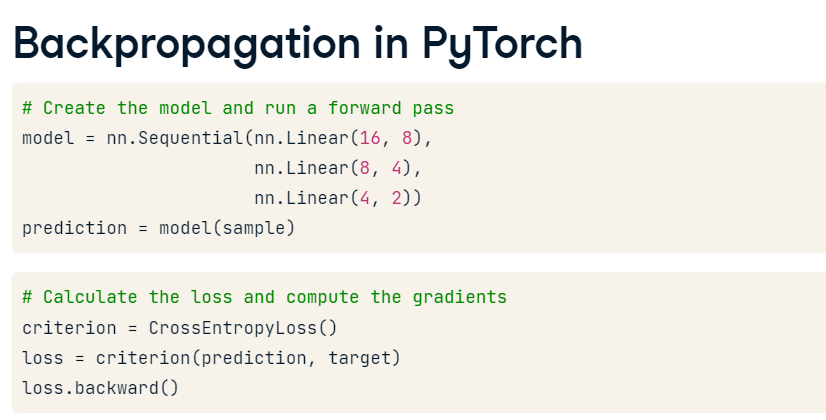 Backpropagation in PyTorch
# Create the model and run a forward pass
model = nn.Sequential(nn.Linear(16, 8),
                      nn.Linear(8, 4),
                      nn.Linear(4, 2))
prediction = model(sample)
# Calculate the loss and compute the gradients
criterion = CrossEntropyLoss()
loss = criterion(prediction, target)
loss.backward()